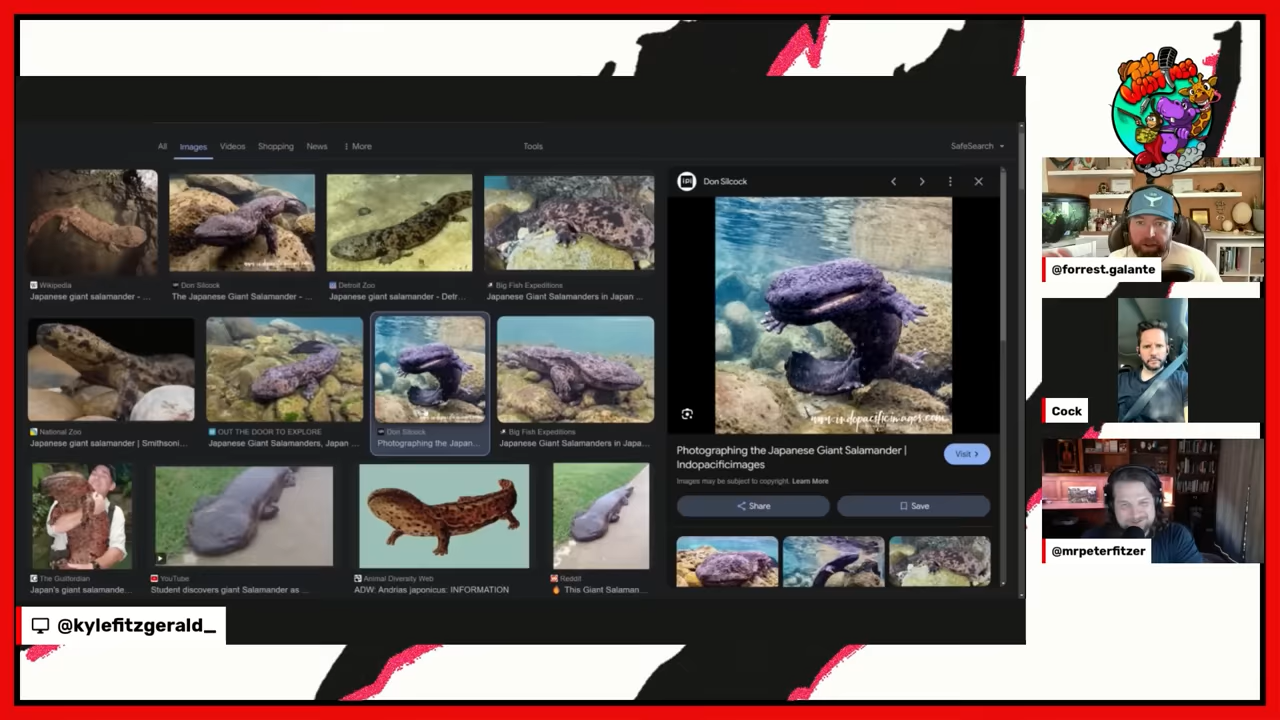 All Images Videos Shopping News More Tools SafeSearch
THE WILD TIMES
Don Silcock
Wikipedia
Japanese giant salamander - ...
Don Silcock
The Japanese Giant Salamander - ...
Detroit Zoo
Japanese giant salamander - Detr...
Big Fish Expeditions
Japanese Giant Salamanders in Japan ...
@forrest.galante
National Zoo
Japanese giant salamander | Smithsoni...
OUT THE DOOR TO EXPLORE
Japanese Giant Salamanders, Japan ...
Don Silcock
Photographing the Japan...
Big Fish Expeditions
Japanese Giant Salamanders in Japa...
www.indopacificimages.com
Photographing the Japanese Giant Salamander |
Indopacificimages
Visit
Images may be subject to copyright. Learn More
Share Save
Cock
The Guilfordian
Japan's giant salamande...
YouTube
Student discovers giant Salamander as ...
Animal Diversity Web
ADW: Andrias japonicus: INFORMATION
Reddit
This Giant Salaman...
@mrpeterfitzer
@kylefitzgerald_